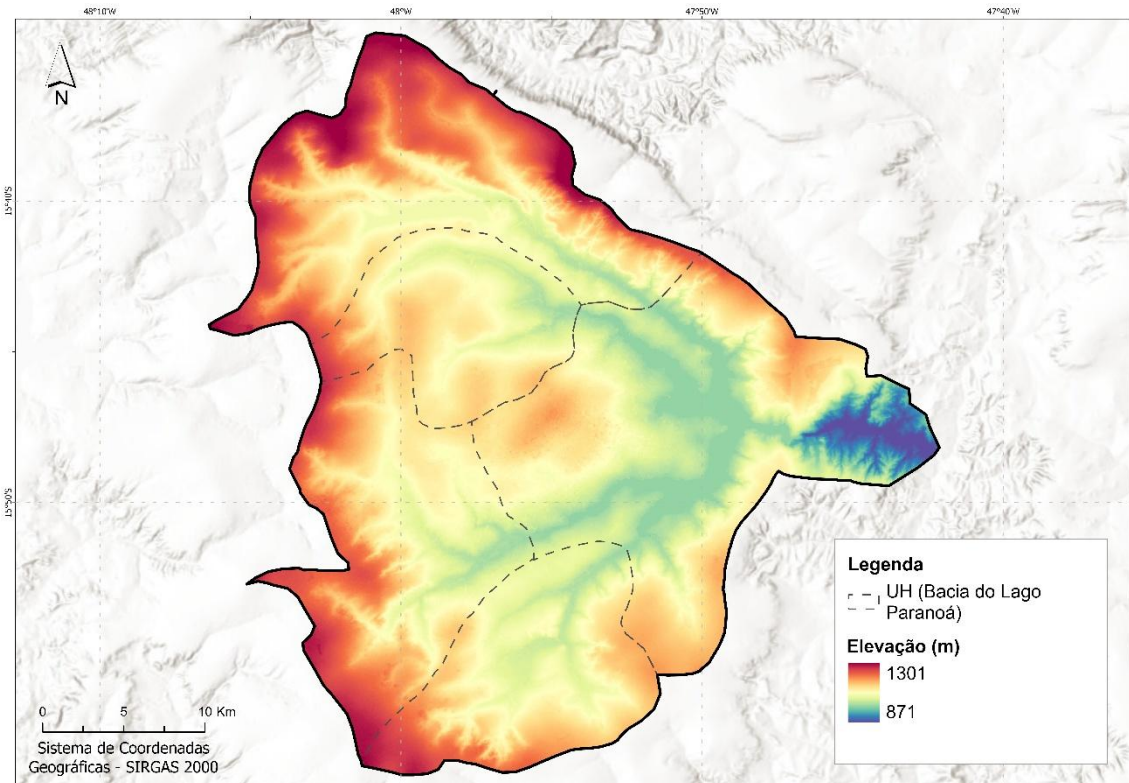 48°10'W
48°W
47°50'W
47°40'W
N
15°40'S
15°50'S
Legenda
UH (Bacia do Lago
Paranoá)
Elevação (m)
1301
871
0 5 10 Km
Sistema de Coordenadas
Geográficas - SIRGAS 2000